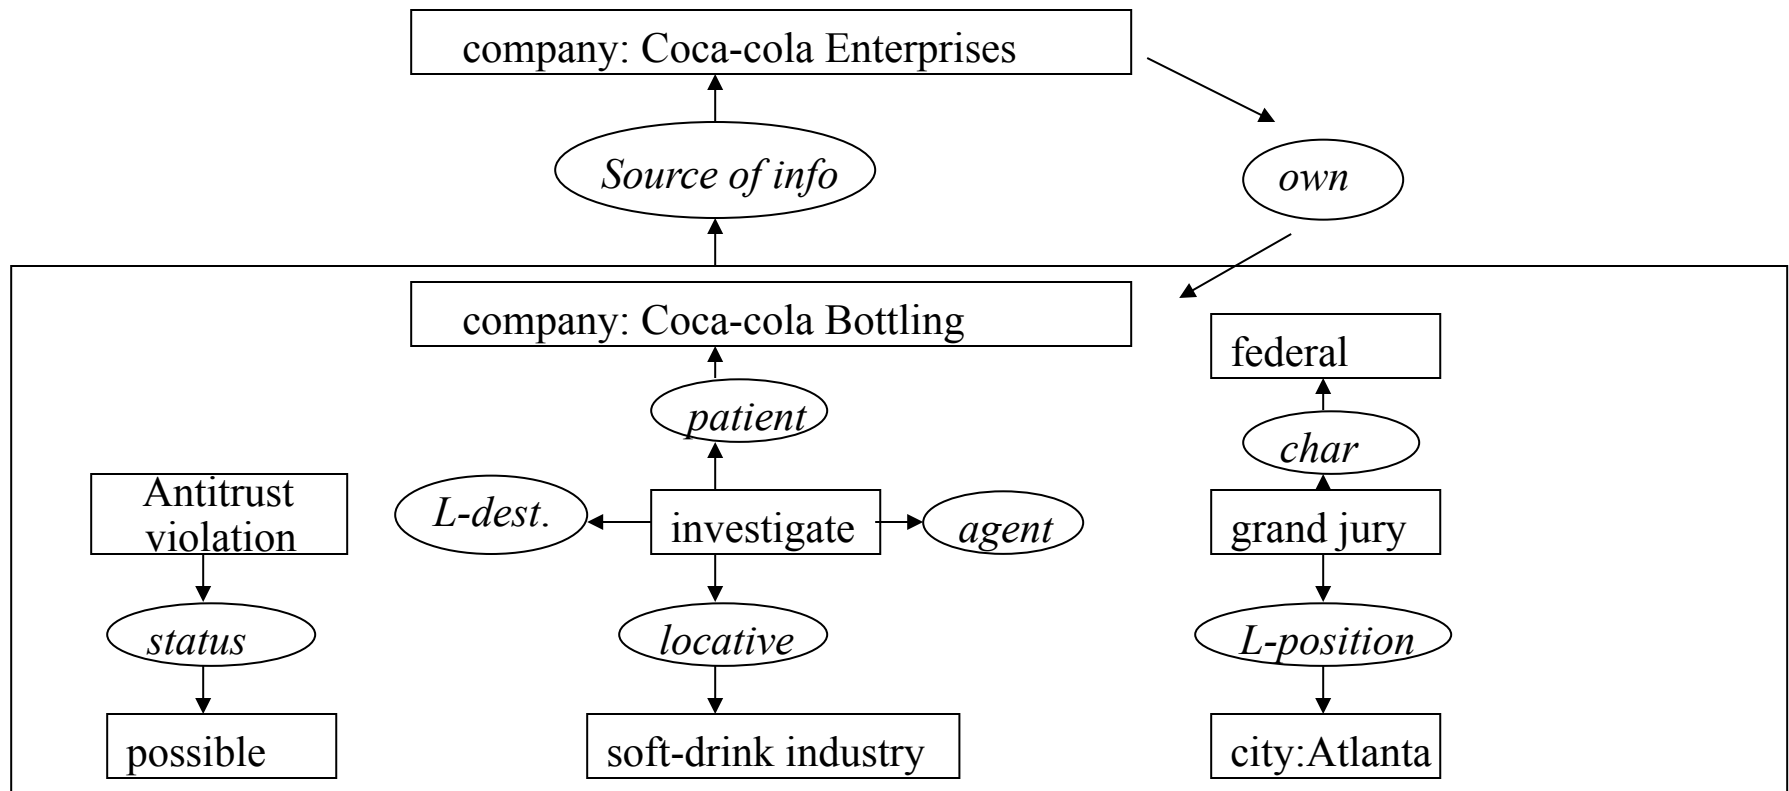 company: Coca-cola Enterprises
Source of info
own
company: Coca-cola Bottling
federal
patient
char
Antitrust
violation
L-dest.
investigate
agent
grand jury
status
locative
L-position
possible
soft-drink industry
city:Atlanta